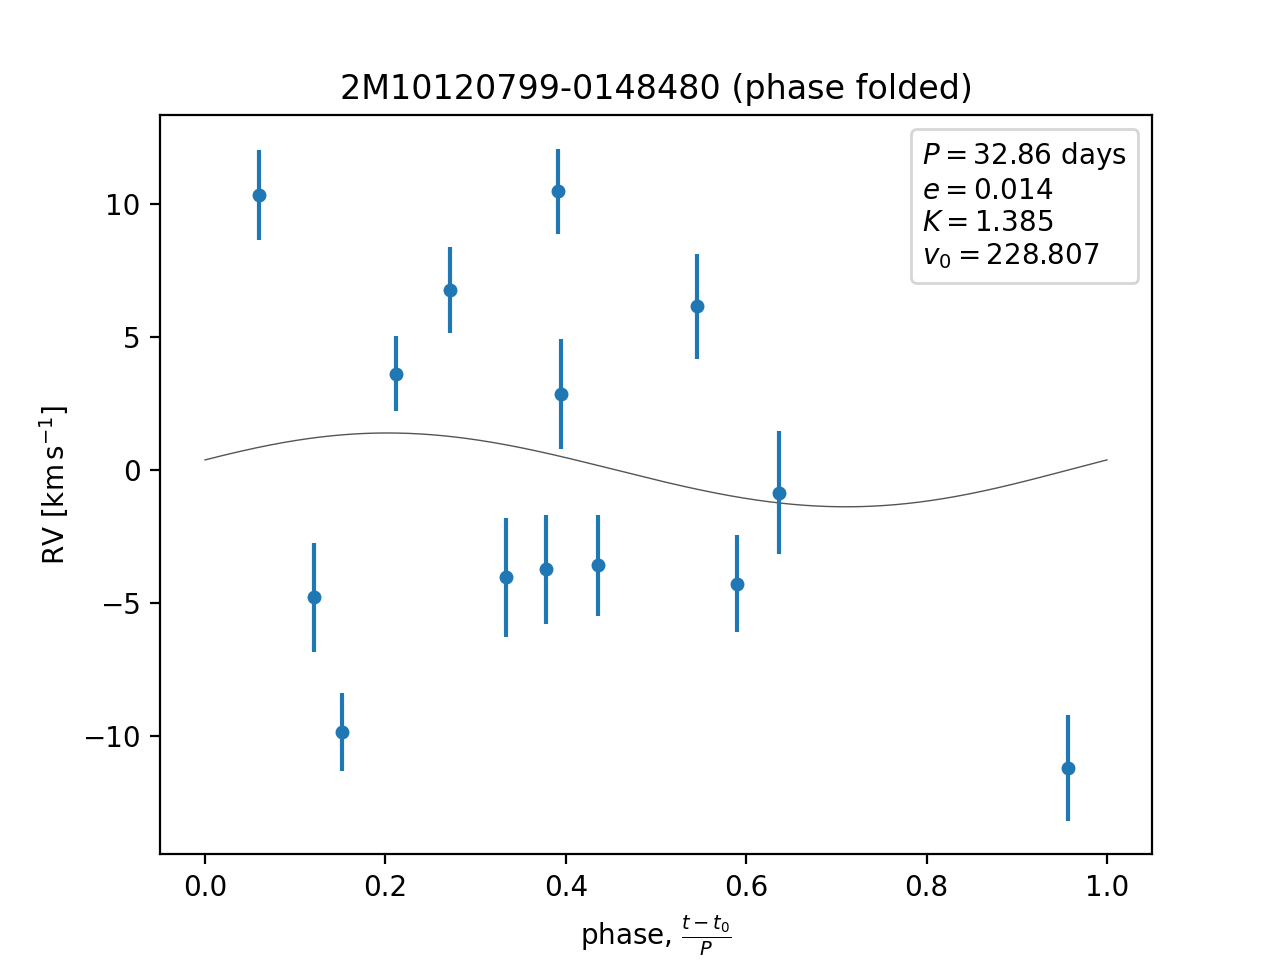 2M10120799-0148480 (phase folded)
P = 32.86 days
e = 0.014
K = 1.385
v₀ = 228.807
RV [km s⁻¹]
10
5
0
−5
−10
0.0 0.2 0.4 0.6 0.8 1.0
phase, (t − t₀)/P